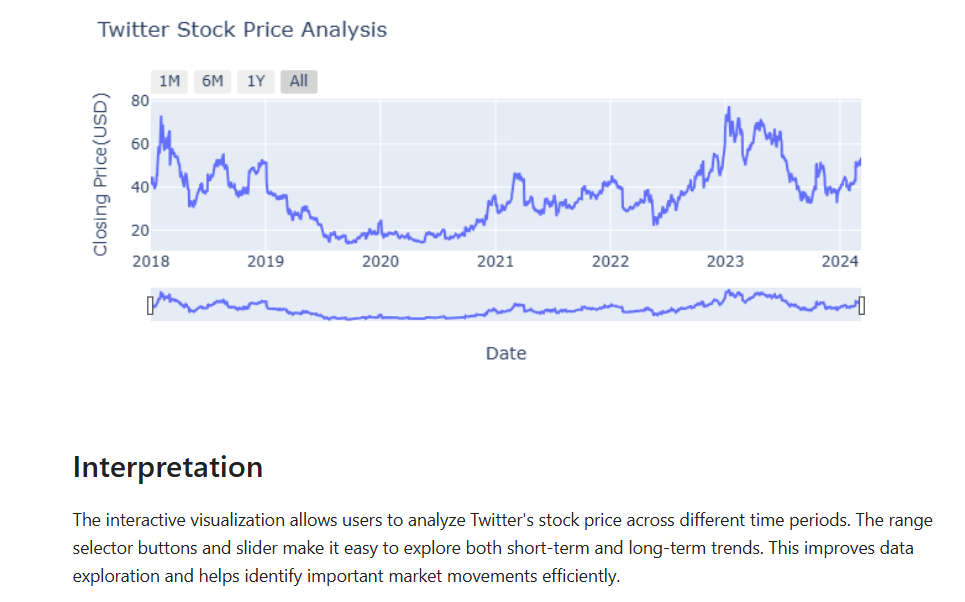 Twitter Stock Price Analysis
1M 6M 1Y All
Closing Price(USD)
80
60
40
20
2018 2019 2020 2021 2022 2023 2024
Date
Interpretation
The interactive visualization allows users to analyze Twitter's stock price across different time periods. The range
selector buttons and slider make it easy to explore both short-term and long-term trends. This improves data
exploration and helps identify important market movements efficiently.